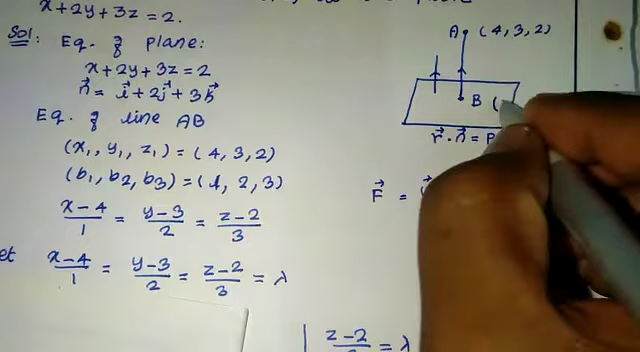 x+2y+3z=2.
Sol: Eq. of plane:
x+2y+3z=2
n⃗ = i⃗+2j⃗+3k⃗
Eq. of line AB
(x₁, y₁, z₁) = (4, 3, 2)
(b₁, b₂, b₃) = (1, 2, 3)
x-4/1 = y-3/2 = z-2/3
et x-4/1 = y-3/2 = z-2/3 = λ
A (4, 3, 2)
B (
r⃗ · n⃗ = P
F⃗ =
z-2/3 = λ